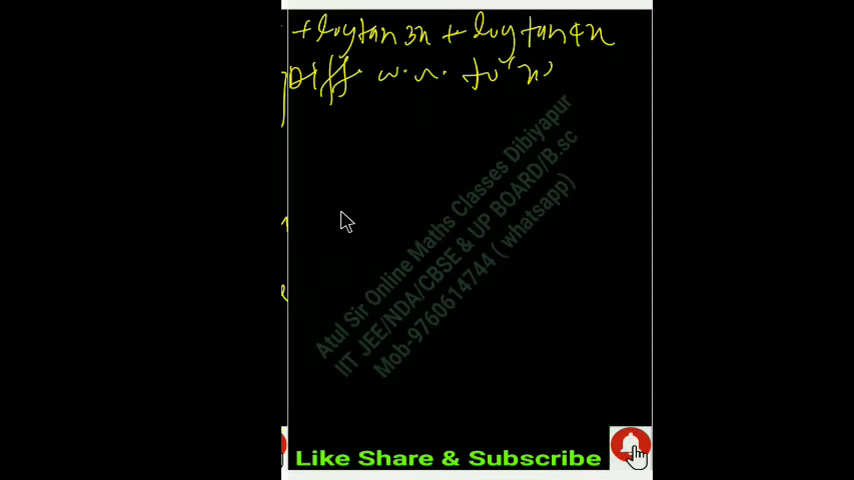 + log tan 3x + log tan 4x
Diff. w. r. to 'x'
Atul Sir Online Maths Classes Dibiyapur
IIT JEE/NDA/CBSE & UP BOARD/B.sc
Mob-9760614744 ( whatsapp)
Like Share & Subscribe